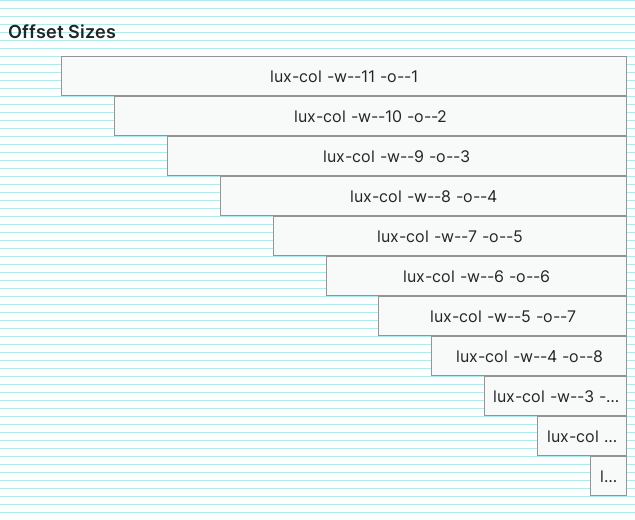 Offset Sizes
lux-col -w--11 -o--1
lux-col -w--10 -o--2
lux-col -w--9 -o--3
lux-col -w--8 -o--4
lux-col -w--7 -o--5
lux-col -w--6 -o--6
lux-col -w--5 -o--7
lux-col -w--4 -o--8
lux-col -w--3 -...
lux-col ...
l...